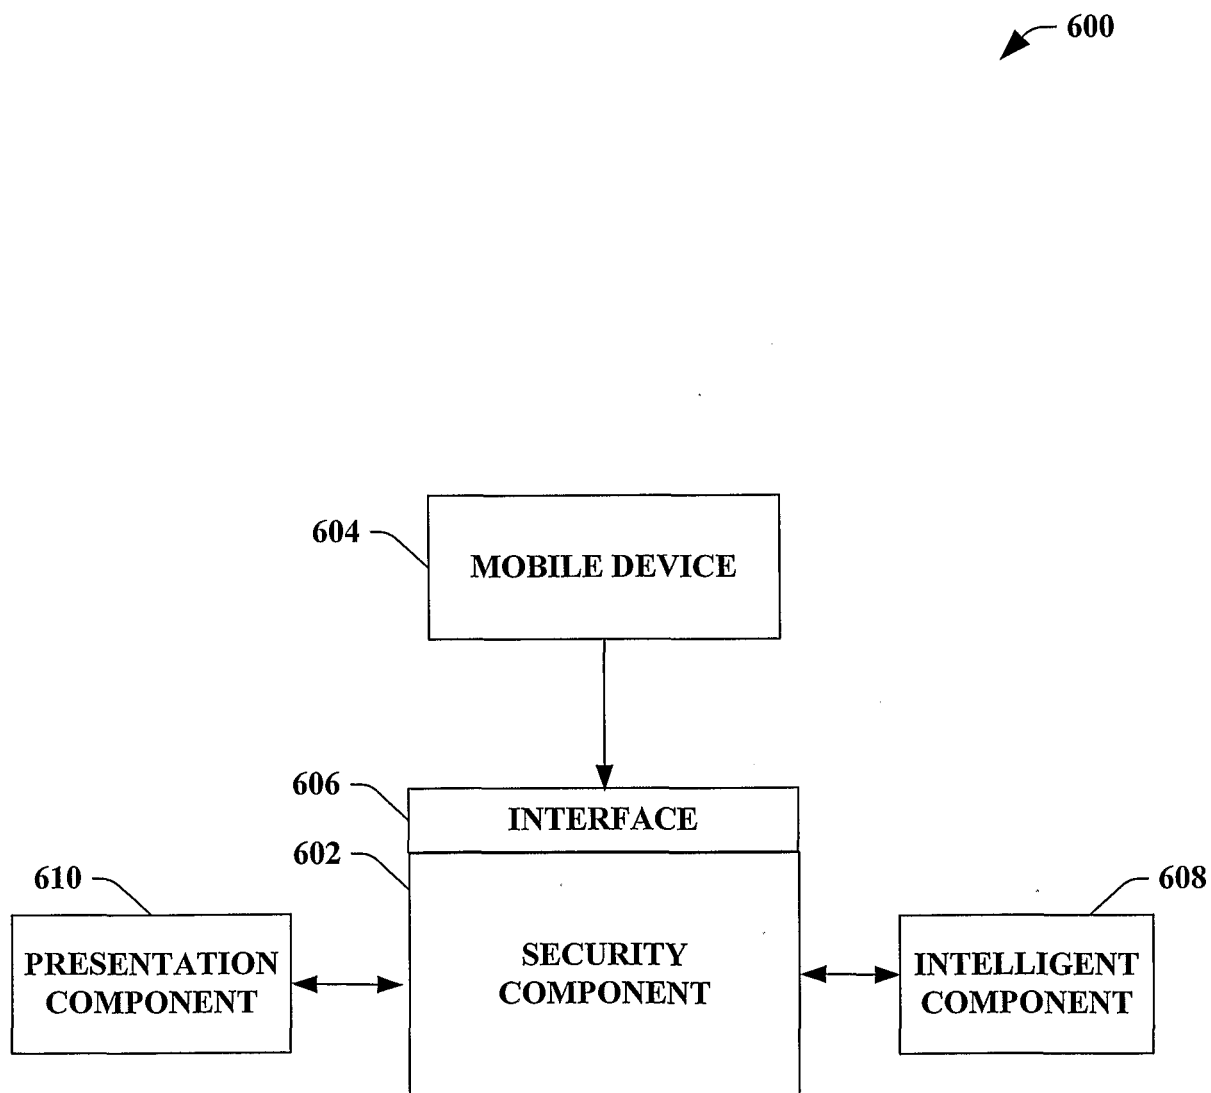 600
604
MOBILE DEVICE
606
INTERFACE
602
610
608
PRESENTATION
COMPONENT
SECURITY
COMPONENT
INTELLIGENT
COMPONENT